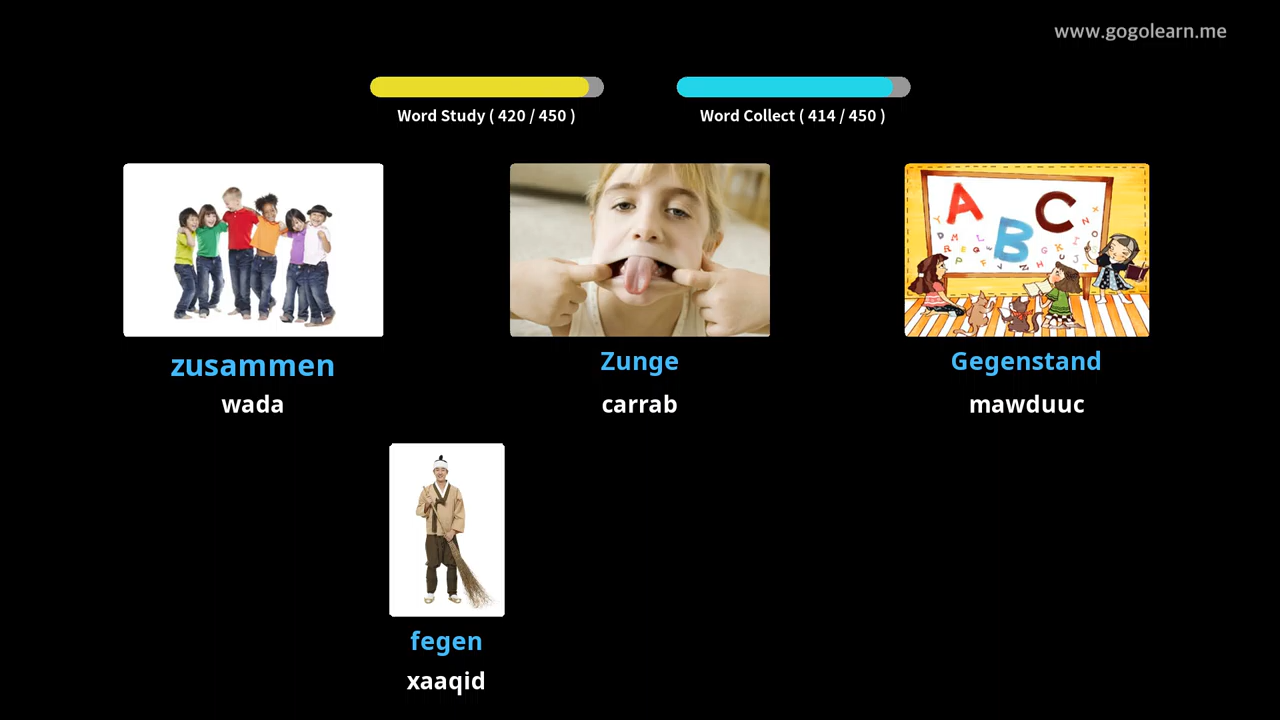 www.gogolearn.me
Word Study ( 420 / 450 )
Word Collect ( 414 / 450 )
A
B
C
zusammen
wada
Zunge
carrab
Gegenstand
mawduuc
fegen
xaaqid